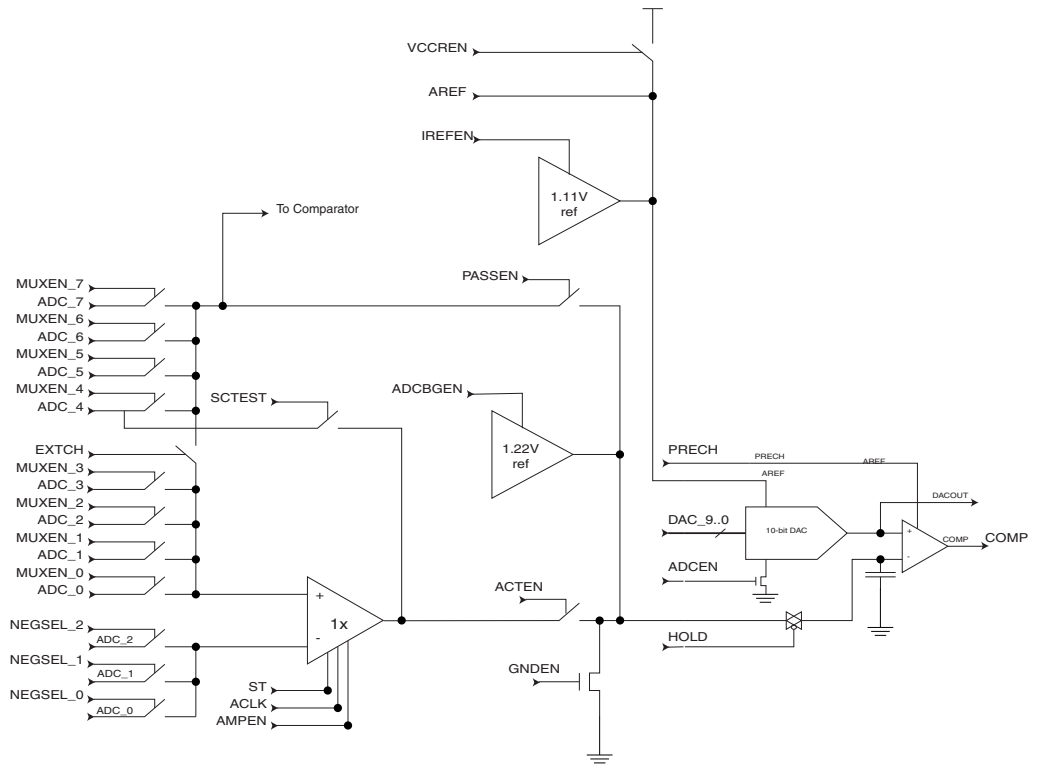 VCCREN
AREF
IREFEN
1.11V
ref
To Comparator
PASSEN
MUXEN_7
ADC_7
MUXEN_6
ADC_6
MUXEN_5
ADC_5
MUXEN_4
ADC_4
SCTEST
ADCBGEN
1.22V
ref
EXTCH
MUXEN_3
ADC_3
MUXEN_2
ADC_2
MUXEN_1
ADC_1
MUXEN_0
ADC_0
PRECH
PRECH
AREF
AREF
DACOUT
DAC_9..0
10-bit DAC
+
-
COMP
COMP
ADCEN
ACTEN
+
1x
-
HOLD
NEGSEL_2
ADC_2
NEGSEL_1
ADC_1
NEGSEL_0
ADC_0
ST
ACLK
AMPEN
GNDEN